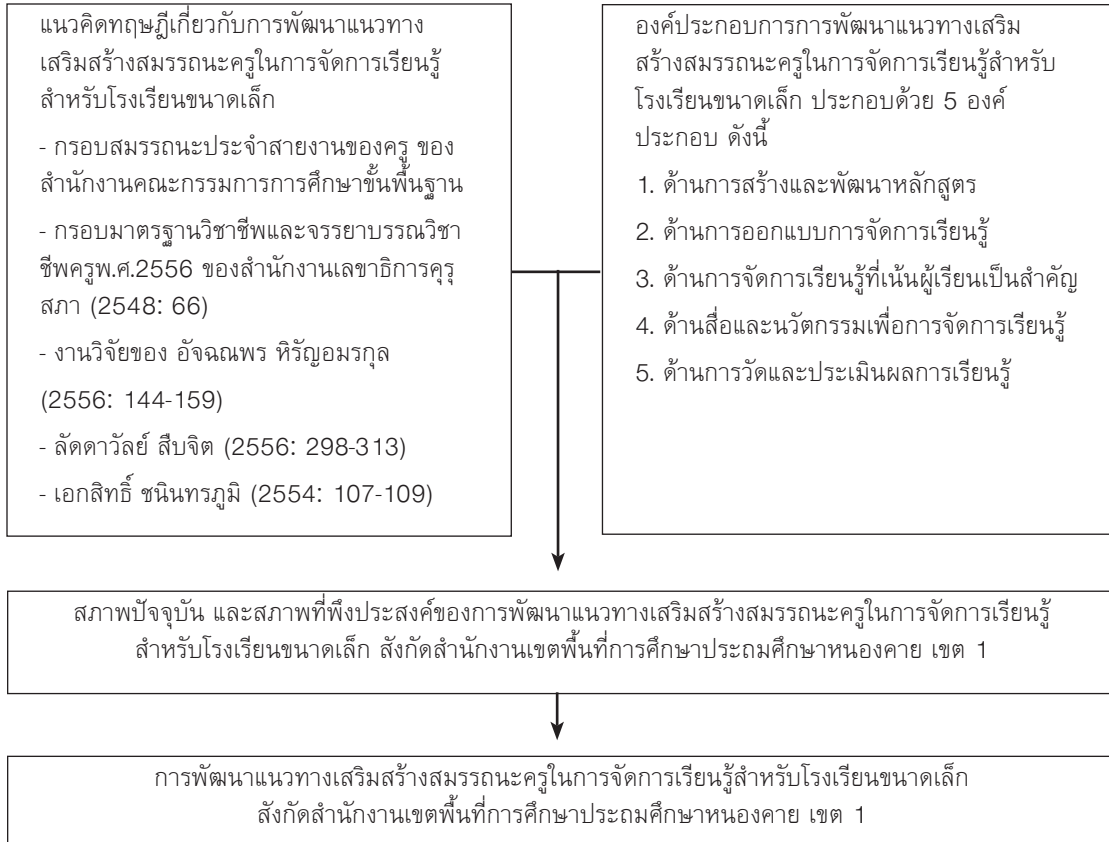 แนวคิดทฤษฎีเกี่ยวกับการพัฒนาแนวทาง
เสริมสร้างสมรรถนะครูในการจัดการเรียนรู้
สำหรับโรงเรียนขนาดเล็ก
- กรอบสมรรถนะประจำสายงานของครู ของ
สำนักงานคณะกรรมการการศึกษาขั้นพื้นฐาน
- กรอบมาตรฐานวิชาชีพและจรรยาบรรณวิชา
ชีพครูพ.ศ.2556 ของสำนักงานเลขาธิการคุรุ
สภา (2548: 66)
- งานวิจัยของ อัจฉณพร หิรัญอมรกุล
(2556: 144-159)
- ลัดดาวัลย์ สืบจิต (2556: 298-313)
- เอกสิทธิ์ ชนินทรภูมิ (2554: 107-109)
องค์ประกอบการการพัฒนาแนวทางเสริม
สร้างสมรรถนะครูในการจัดการเรียนรู้สำหรับ
โรงเรียนขนาดเล็ก ประกอบด้วย 5 องค์
ประกอบ ดังนี้
1. ด้านการสร้างและพัฒนาหลักสูตร
2. ด้านการออกแบบการจัดการเรียนรู้
3. ด้านการจัดการเรียนรู้ที่เน้นผู้เรียนเป็นสำคัญ
4. ด้านสื่อและนวัตกรรมเพื่อการจัดการเรียนรู้
5. ด้านการวัดและประเมินผลการเรียนรู้
สภาพปัจจุบัน และสภาพที่พึงประสงค์ของการพัฒนาแนวทางเสริมสร้างสมรรถนะครูในการจัดการเรียนรู้
สำหรับโรงเรียนขนาดเล็ก สังกัดสำนักงานเขตพื้นที่การศึกษาประถมศึกษาหนองคาย เขต 1
การพัฒนาแนวทางเสริมสร้างสมรรถนะครูในการจัดการเรียนรู้สำหรับโรงเรียนขนาดเล็ก
สังกัดสำนักงานเขตพื้นที่การศึกษาประถมศึกษาหนองคาย เขต 1